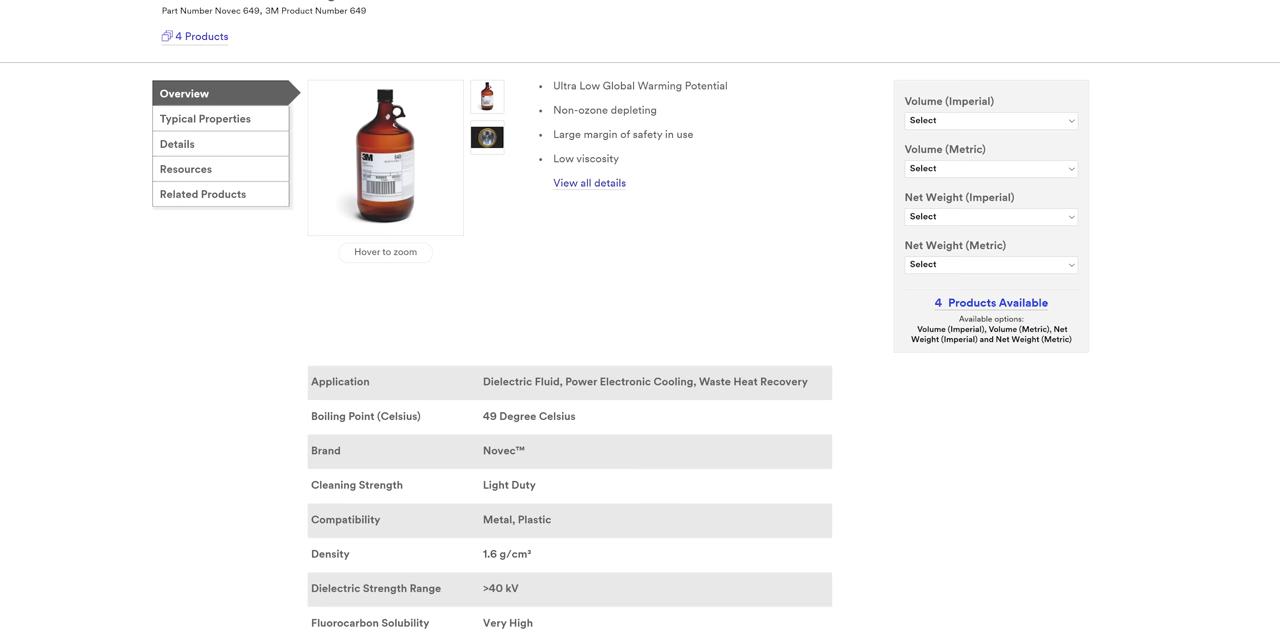 Part Number Novec 649, 3M Product Number 649
4 Products
Overview
Typical Properties
Details
Resources
Related Products
3M
649
Hover to zoom
Ultra Low Global Warming Potential
Non-ozone depleting
Large margin of safety in use
Low viscosity
View all details
Volume (Imperial)
Select
Volume (Metric)
Select
Net Weight (Imperial)
Select
Net Weight (Metric)
Select
4 Products Available
Available options:
Volume (Imperial), Volume (Metric), Net
Weight (Imperial) and Net Weight (Metric)
Application Dielectric Fluid, Power Electronic Cooling, Waste Heat Recovery
Boiling Point (Celsius) 49 Degree Celsius
Brand Novec™
Cleaning Strength Light Duty
Compatibility Metal, Plastic
Density 1.6 g/cm³
Dielectric Strength Range >40 kV
Fluorocarbon Solubility Very High